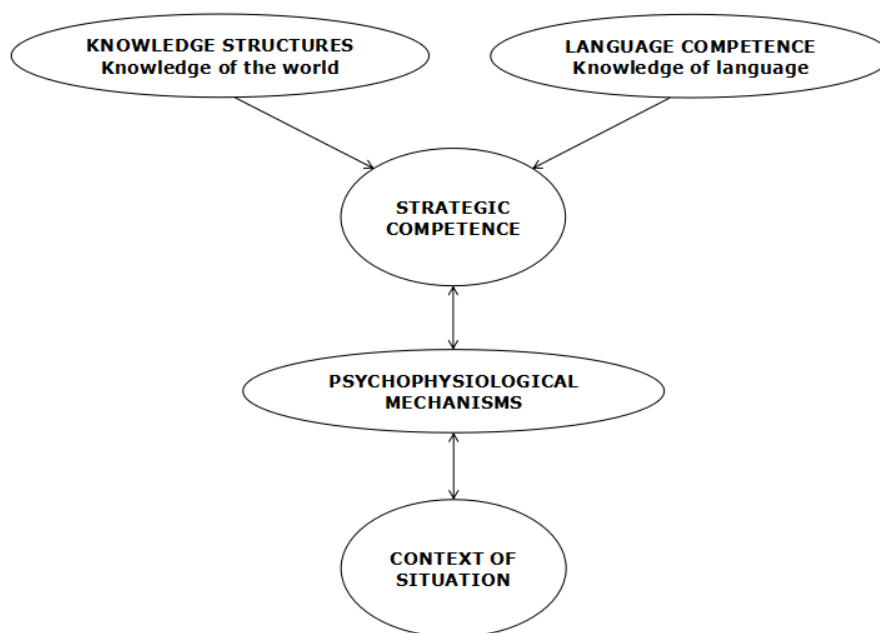 KNOWLEDGE STRUCTURES
Knowledge of the world
LANGUAGE COMPETENCE
Knowledge of language
STRATEGIC
COMPETENCE
PSYCHOPHYSIOLOGICAL
MECHANISMS
CONTEXT OF
SITUATION